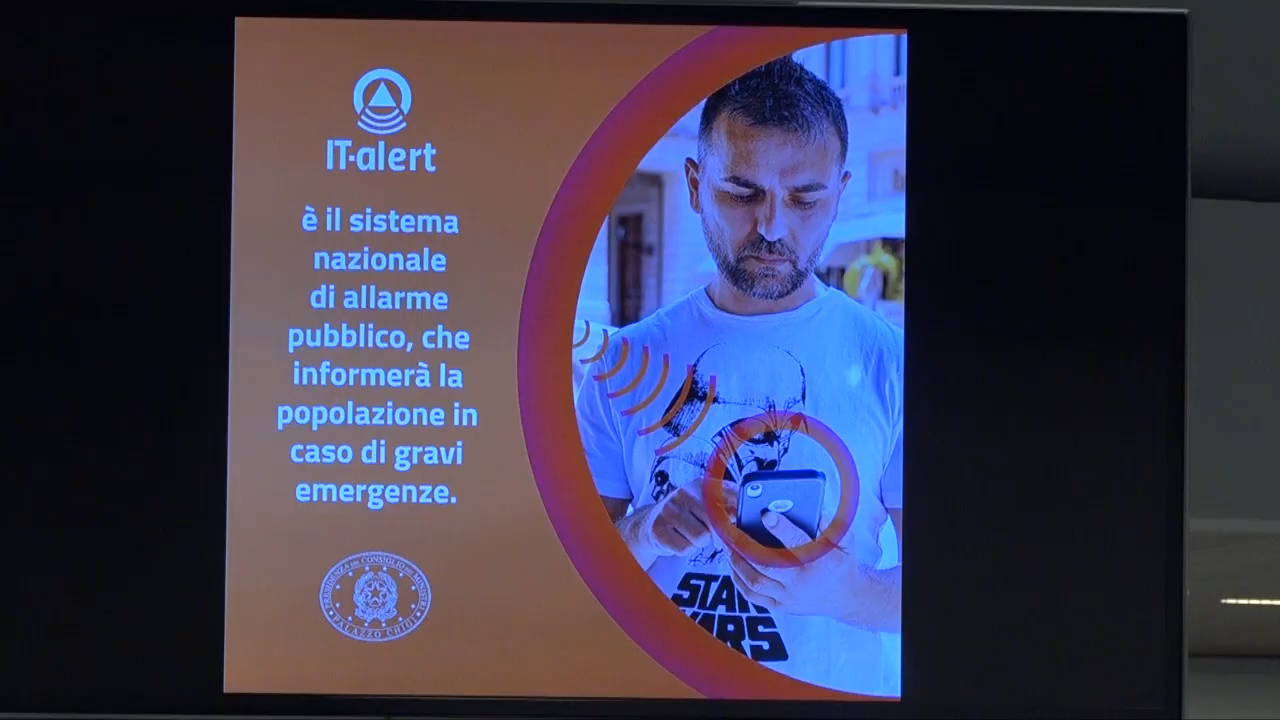 IT-alert
è il sistema
nazionale
di allarme
pubblico, che
informerà la
popolazione in
caso di gravi
emergenze.
PRESIDENZA DEL CONSIGLIO DEI MINISTRI
PALAZZO CHIGI
STAR
WARS